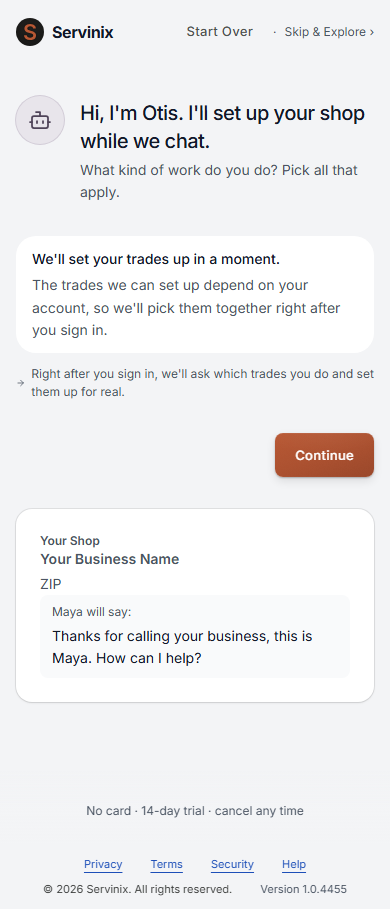 S Servinix
Start Over · Skip & Explore ›
Hi, I'm Otis. I'll set up your shop
while we chat.
What kind of work do you do? Pick all that
apply.
We'll set your trades up in a moment.
The trades we can set up depend on your
account, so we'll pick them together right after
you sign in.
→ Right after you sign in, we'll ask which trades you do and set
them up for real.
Continue
Your Shop
Your Business Name
ZIP
Maya will say:
Thanks for calling your business, this is
Maya. How can I help?
No card · 14-day trial · cancel any time
Privacy Terms Security Help
© 2026 Servinix. All rights reserved. Version 1.0.4455